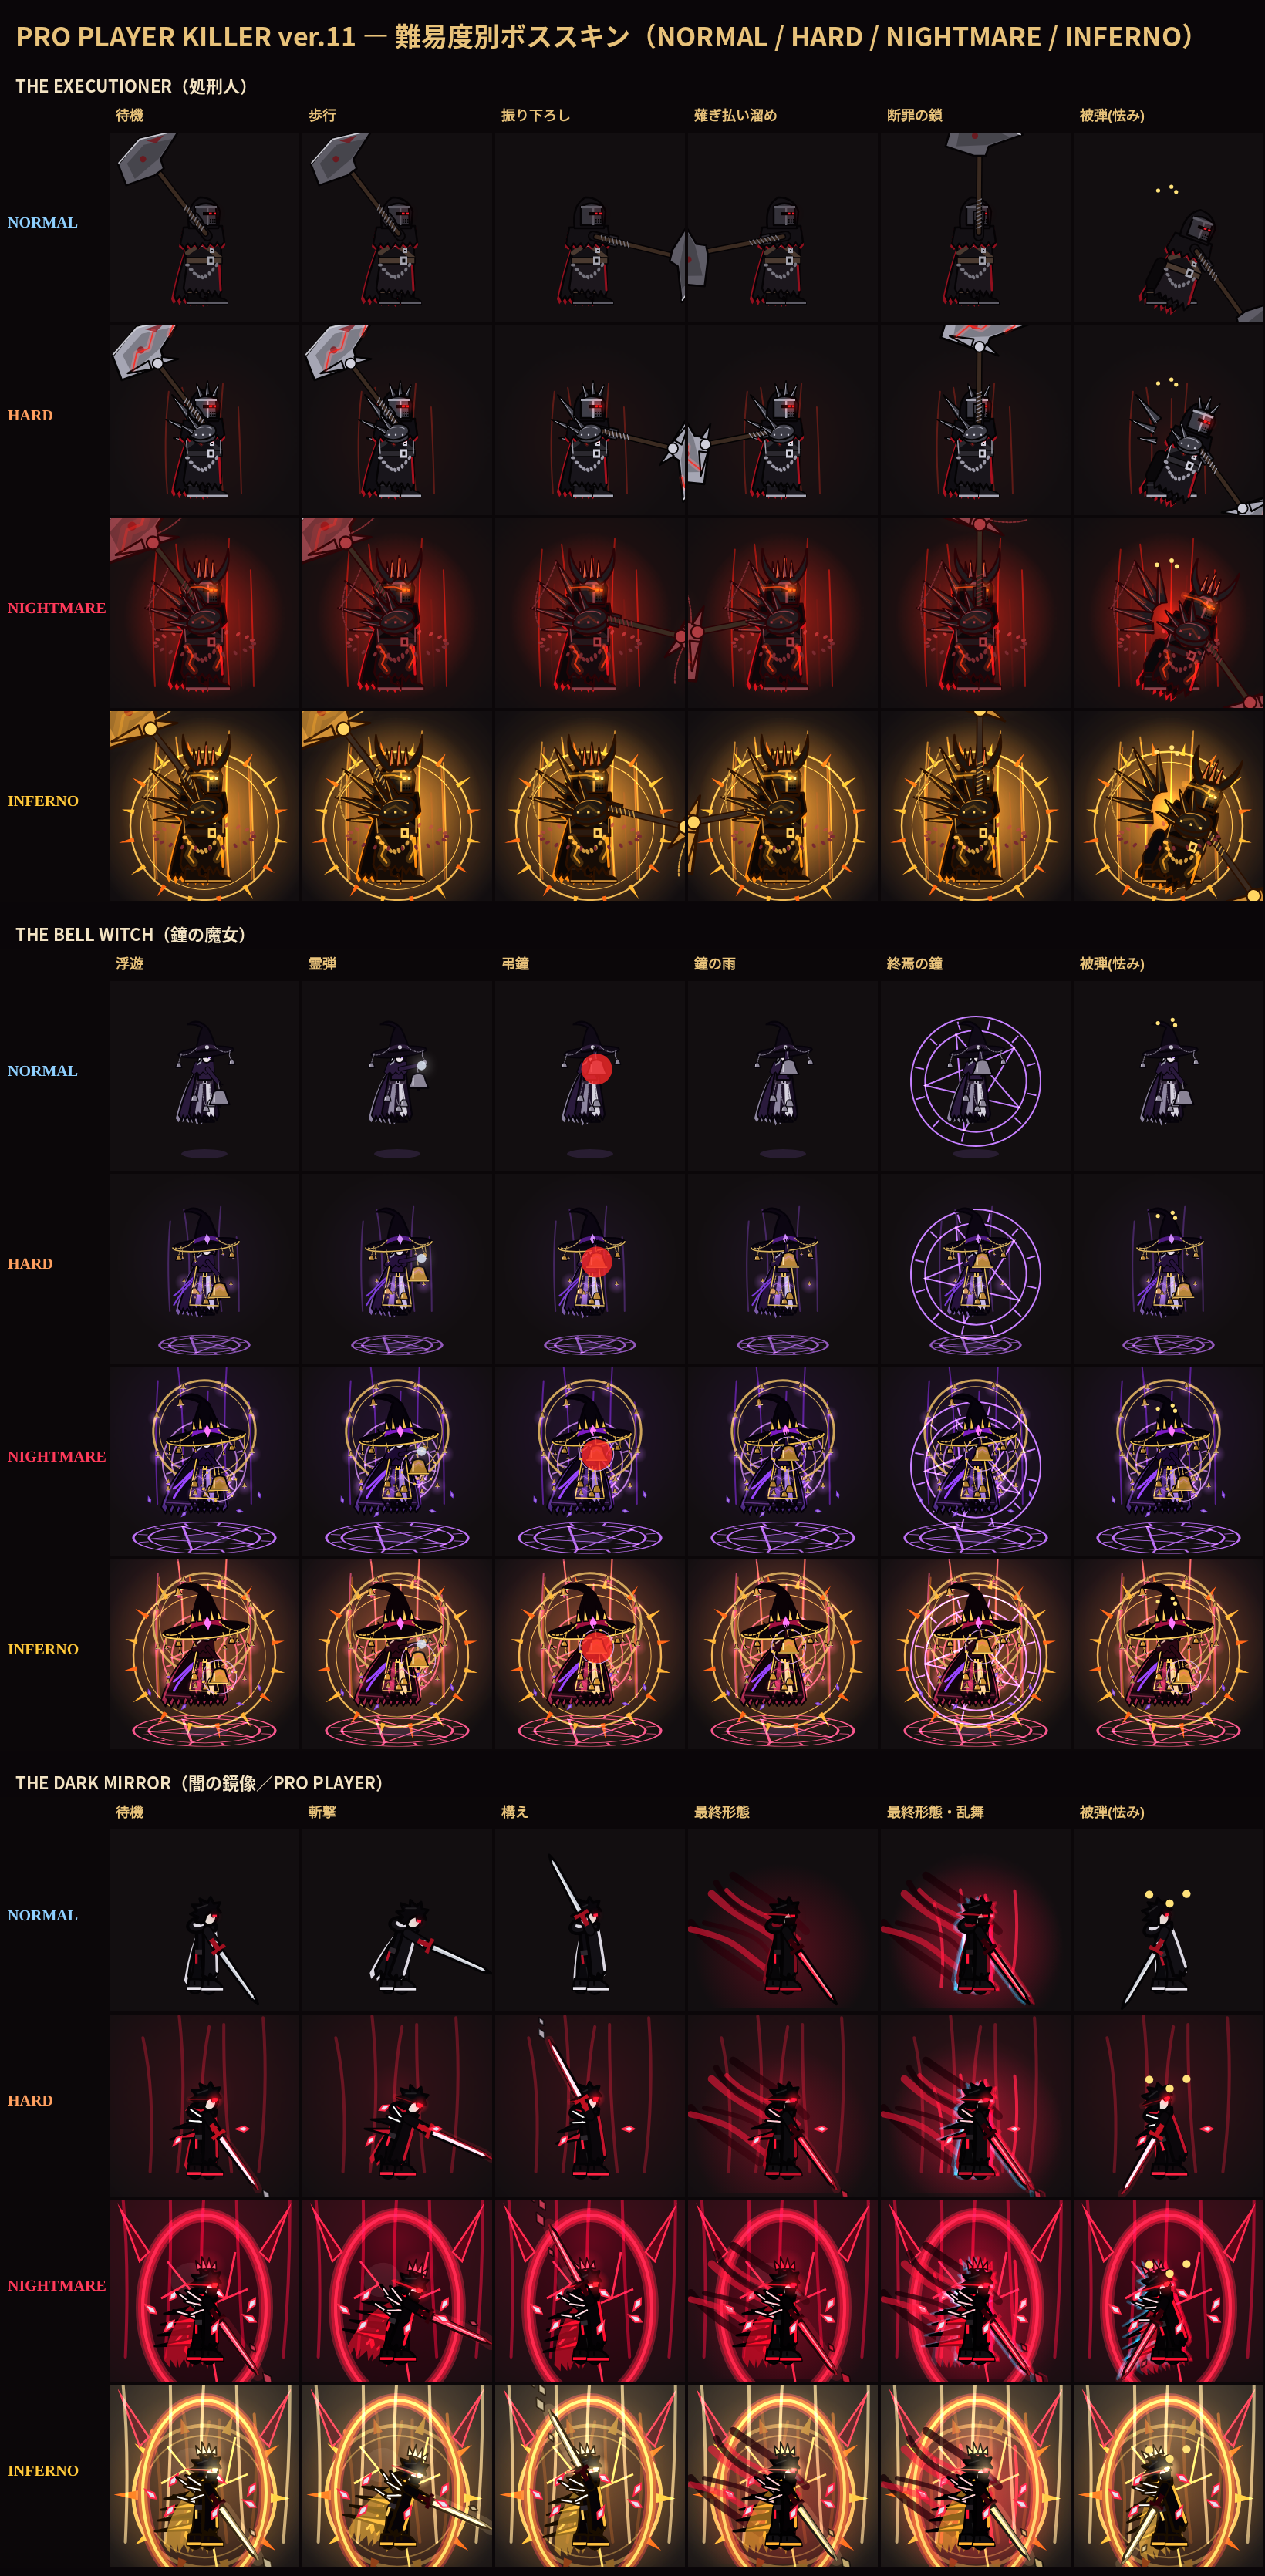 PRO PLAYER KILLER ver.11 — 難易度別ボススキン（NORMAL / HARD / NIGHTMARE / INFERNO）
THE EXECUTIONER（処刑人）
待機 歩行 振り下ろし 薙ぎ払い溜め 断罪の鎖 被弾(怯み)
NORMAL
HARD
NIGHTMARE
INFERNO
THE BELL WITCH（鐘の魔女）
浮遊 霊弾 弔鐘 鐘の雨 終焉の鐘 被弾(怯み)
NORMAL
HARD
NIGHTMARE
INFERNO
THE DARK MIRROR（闇の鏡像／PRO PLAYER）
待機 斬撃 構え 最終形態 最終形態・乱舞 被弾(怯み)
NORMAL
HARD
NIGHTMARE
INFERNO